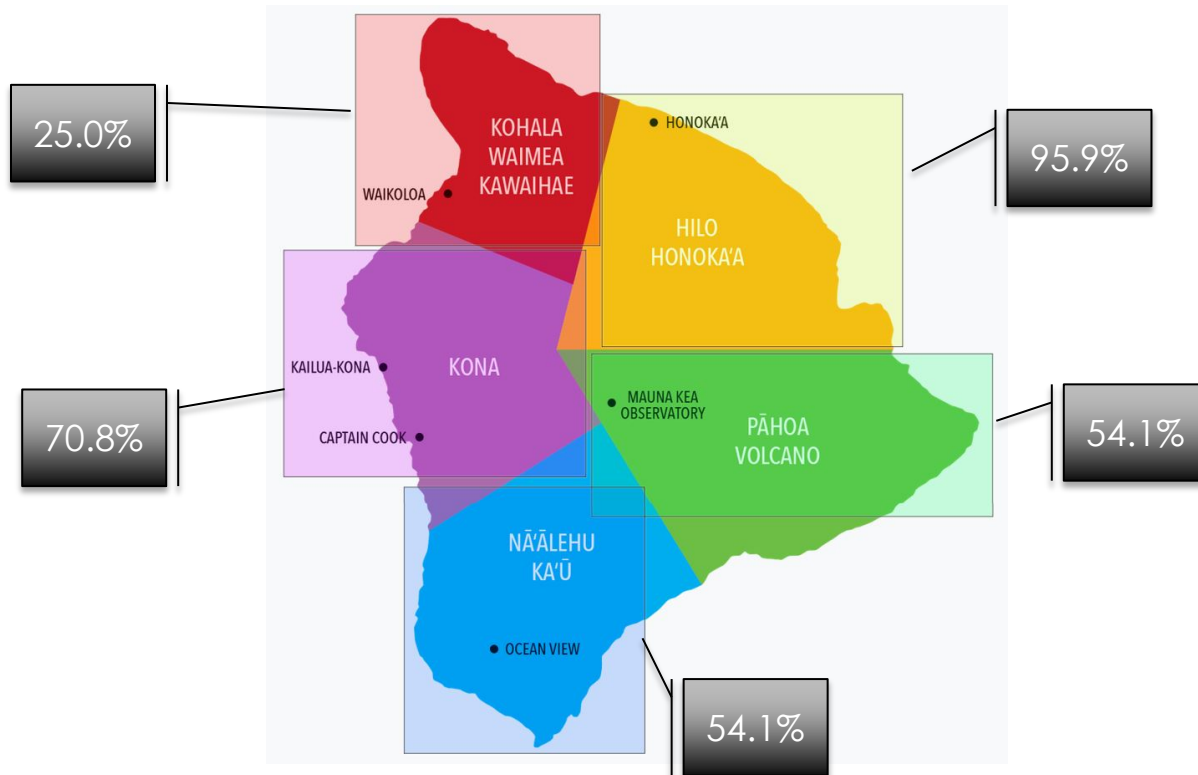 25.0%
KOHALA
WAIMEA
KAWAIHAE
WAIKOLOA
HONOKA‘A
95.9%
HILO
HONOKA‘A
KAILUA-KONA
KONA
CAPTAIN COOK
70.8%
MAUNA KEA
OBSERVATORY
PĀHOA
VOLCANO
54.1%
NĀ‘ĀLEHU
KA‘Ū
OCEAN VIEW
54.1%